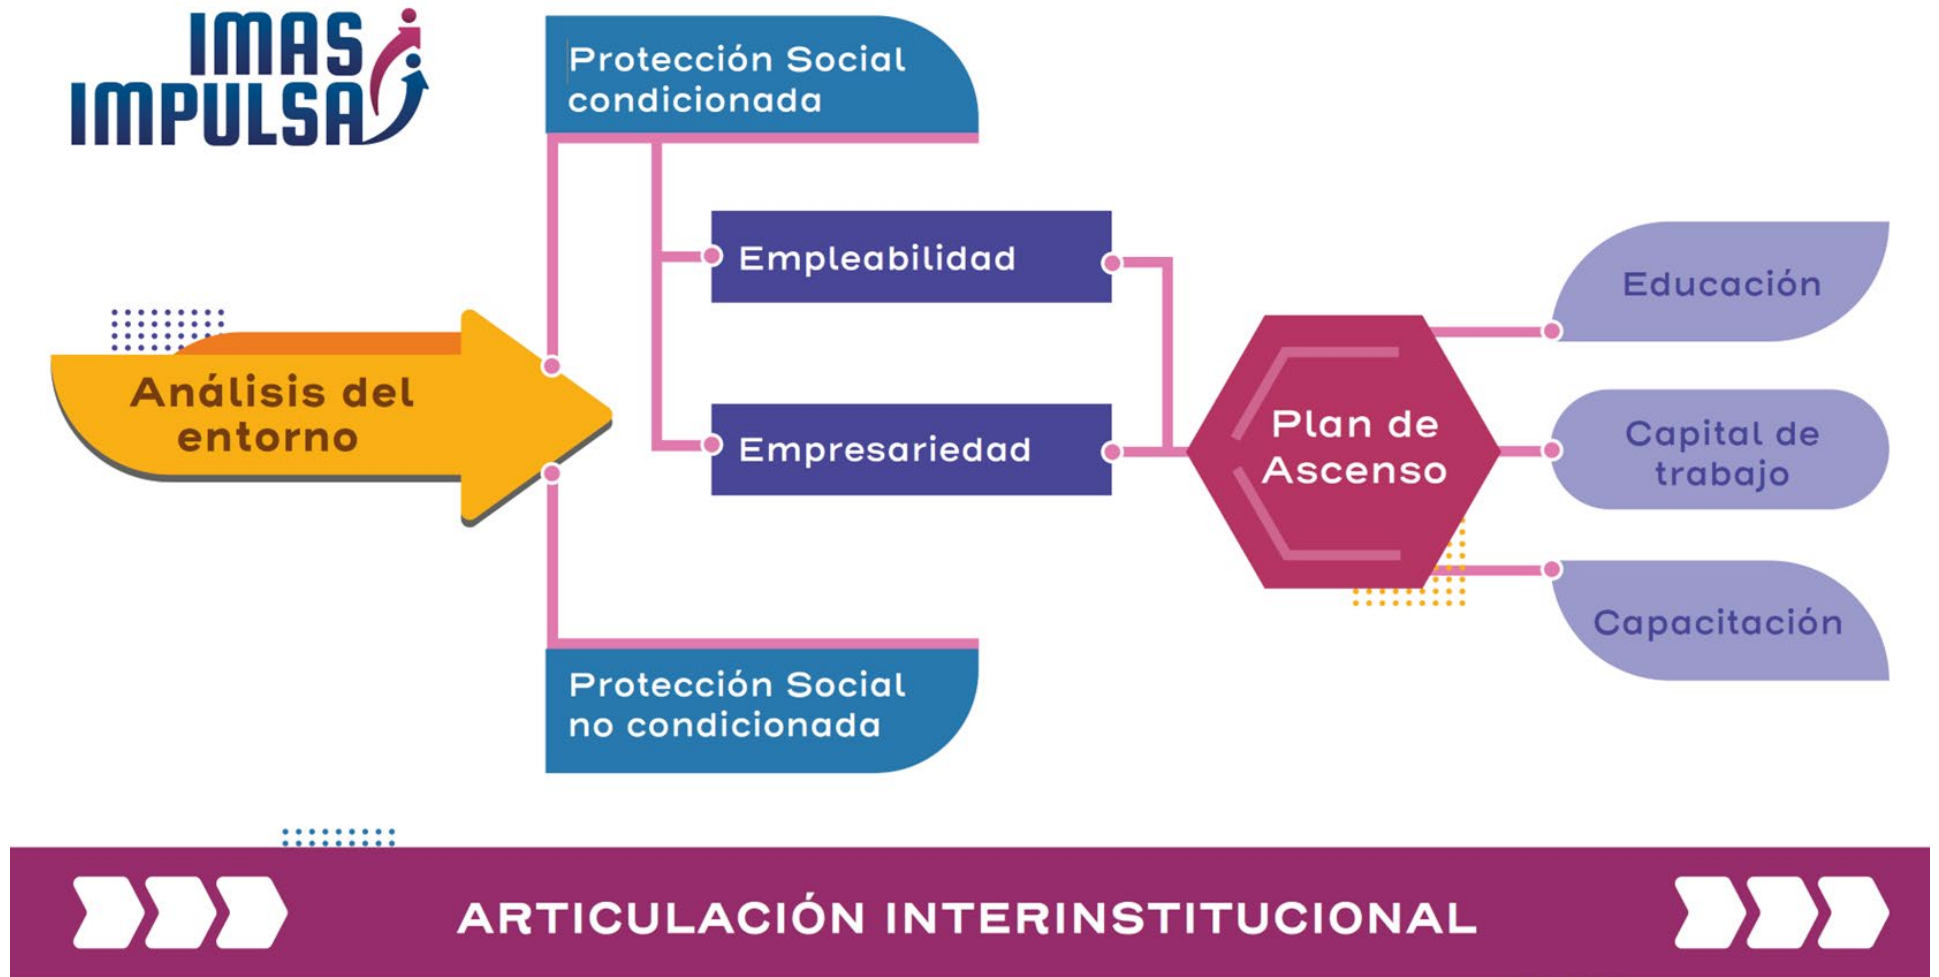 IMAS
IMPULSA
Protección Social
condicionada
Empleabilidad
Educación
Análisis del
entorno
Plan de
Ascenso
Capital de
trabajo
Empresariedad
Capacitación
Protección Social
no condicionada
ARTICULACIÓN INTERINSTITUCIONAL